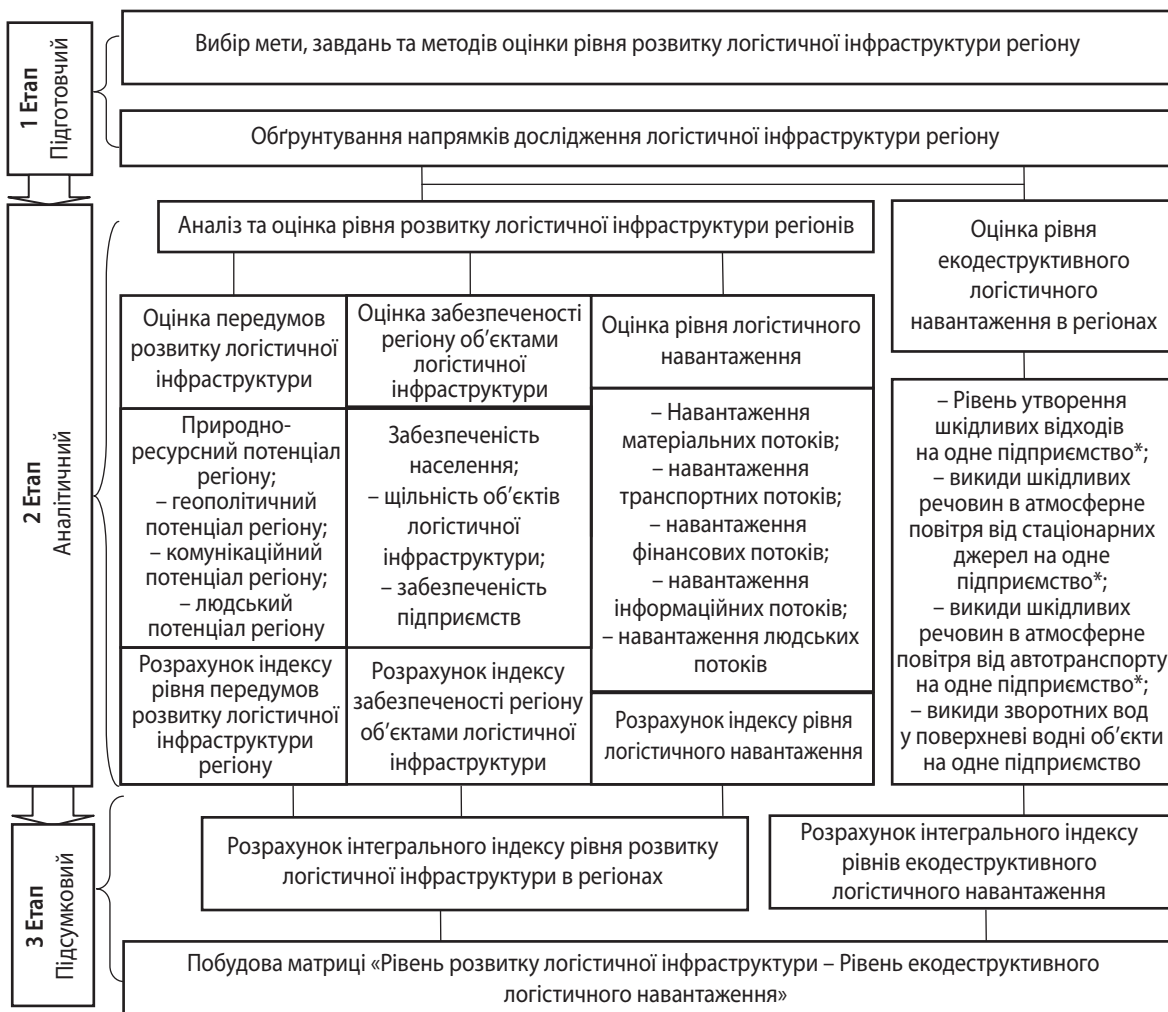 1 Етап
Підготовчий
Вибір мети, завдань та методів оцінки рівня розвитку логістичної інфраструктури регіону
Обґрунтування напрямків дослідження логістичної інфраструктури регіону
2 Етап
Аналітичний
Аналіз та оцінка рівня розвитку логістичної інфраструктури регіонів
Оцінка передумов
розвитку логістичної
інфраструктури
Природно-
ресурсний потенціал
регіону;
– геополітичний
потенціал регіону;
– комунікаційний
потенціал регіону;
– людський
потенціал регіону
Розрахунок індексу
рівня передумов
розвитку логістичної
інфраструктури
регіону
Оцінка забезпеченості
регіону об’єктами
логістичної
інфраструктури
Забезпеченість
населення;
– щільність об’єктів
логістичної
інфраструктури;
– забезпеченість
підприємств
Розрахунок індексу
забезпеченості регіону
об’єктами логістичної
інфраструктури
Оцінка рівня логістичного
навантаження
– Навантаження
матеріальних потоків;
– навантаження
транспортних потоків;
– навантаження
фінансових потоків;
– навантаження
інформаційних потоків;
– навантаження людських
потоків
Розрахунок індексу рівня
логістичного навантаження
Оцінка рівня
екодеструктивного
логістичного
навантаження в регіонах
– Рівень утворення
шкідливих відходів
на одне підприємство*;
– викиди шкідливих
речовин в атмосферне
повітря від стаціонарних
джерел на одне
підприємство*;
– викиди шкідливих
речовин в атмосферне
повітря від автотранспорту
на одне підприємство*;
– викиди зворотних вод
у поверхневі водні об’єкти
на одне підприємство
3 Етап
Підсумковий
Розрахунок інтегрального індексу рівня розвитку
логістичної інфраструктури в регіонах
Розрахунок інтегрального індексу
рівнів екодеструктивного
логістичного навантаження
Побудова матриці «Рівень розвитку логістичної інфраструктури – Рівень екодеструктивного
логістичного навантаження»